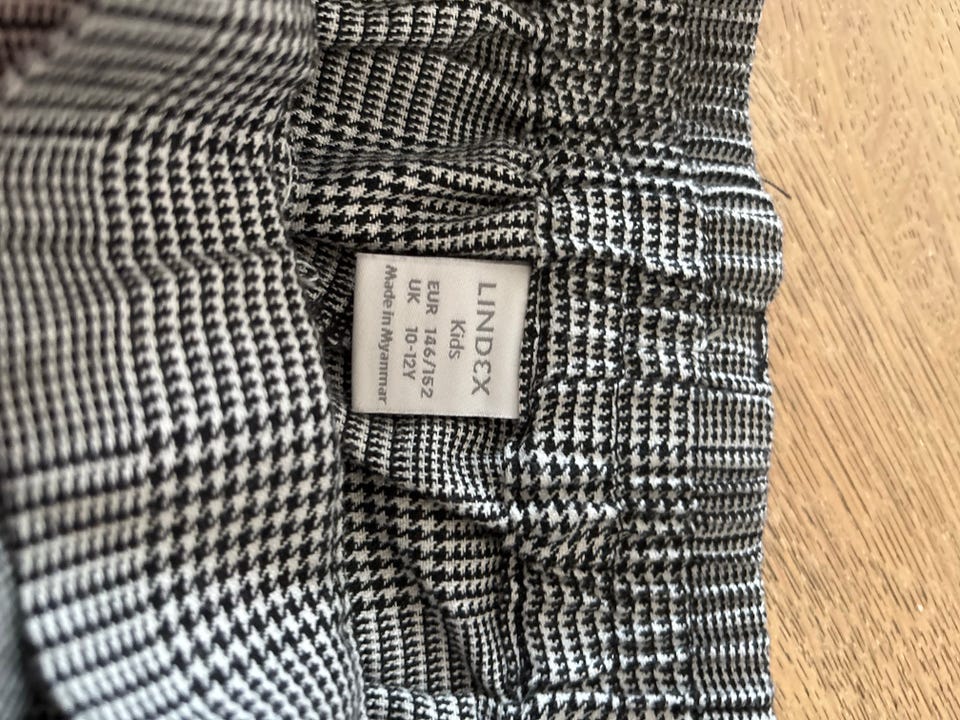 LINDEX
Kids
EUR 146/152
UK 10-12Y
Made in Myanmar